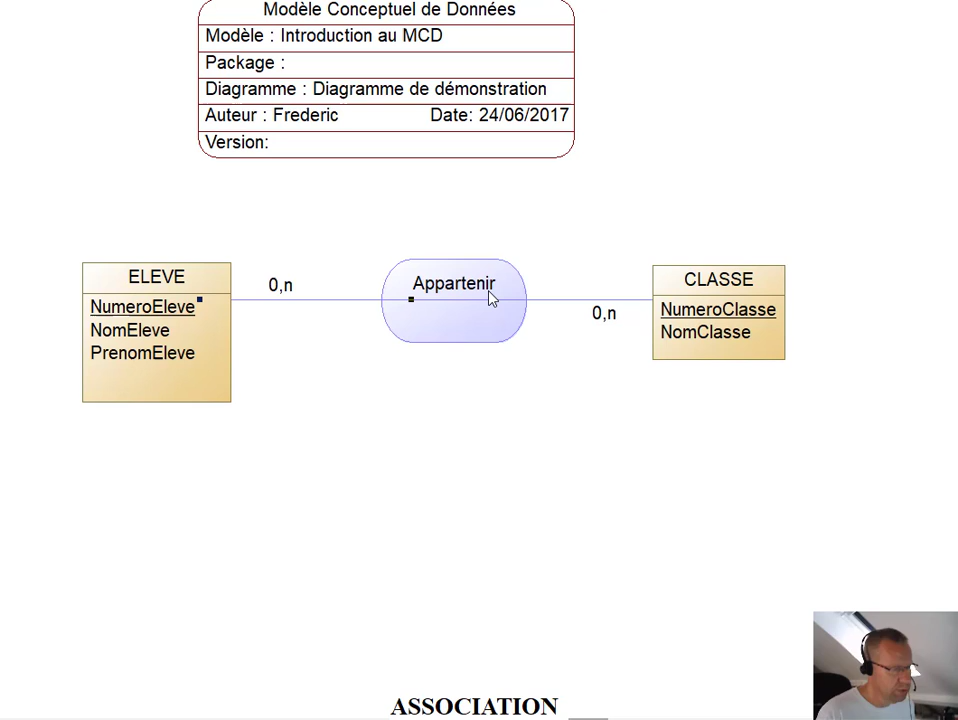 Modèle Conceptuel de Données
Modèle : Introduction au MCD
Package :
Diagramme : Diagramme de démonstration
Auteur : Frederic Date: 24/06/2017
Version:
ELEVE
NumeroEleve
NomEleve
PrenomEleve
0,n
Appartenir
0,n
CLASSE
NumeroClasse
NomClasse
ASSOCIATION